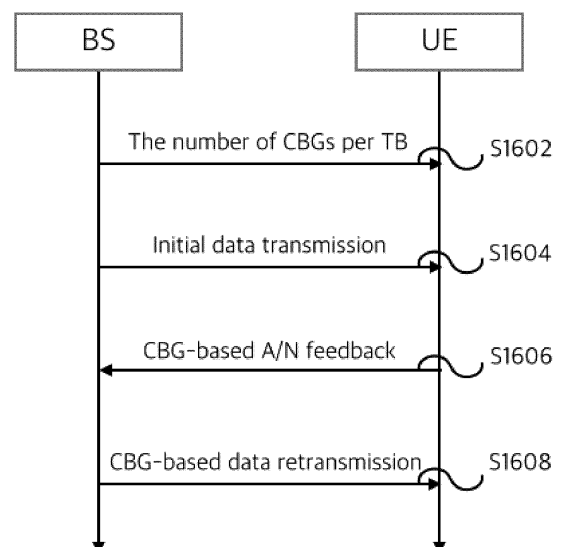 BS
UE
The number of CBGs per TB
S1602
Initial data transmission
S1604
CBG-based A/N feedback
S1606
CBG-based data retransmission
S1608